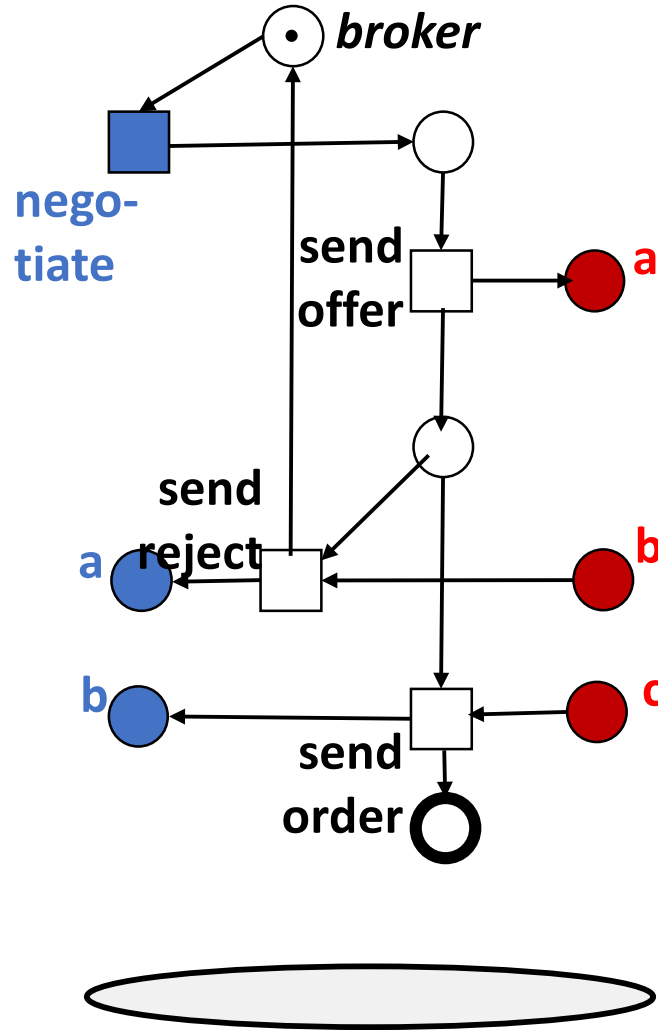 broker
nego-
tiate
send
offer
a
send
reject
a
b
b
c
send
order